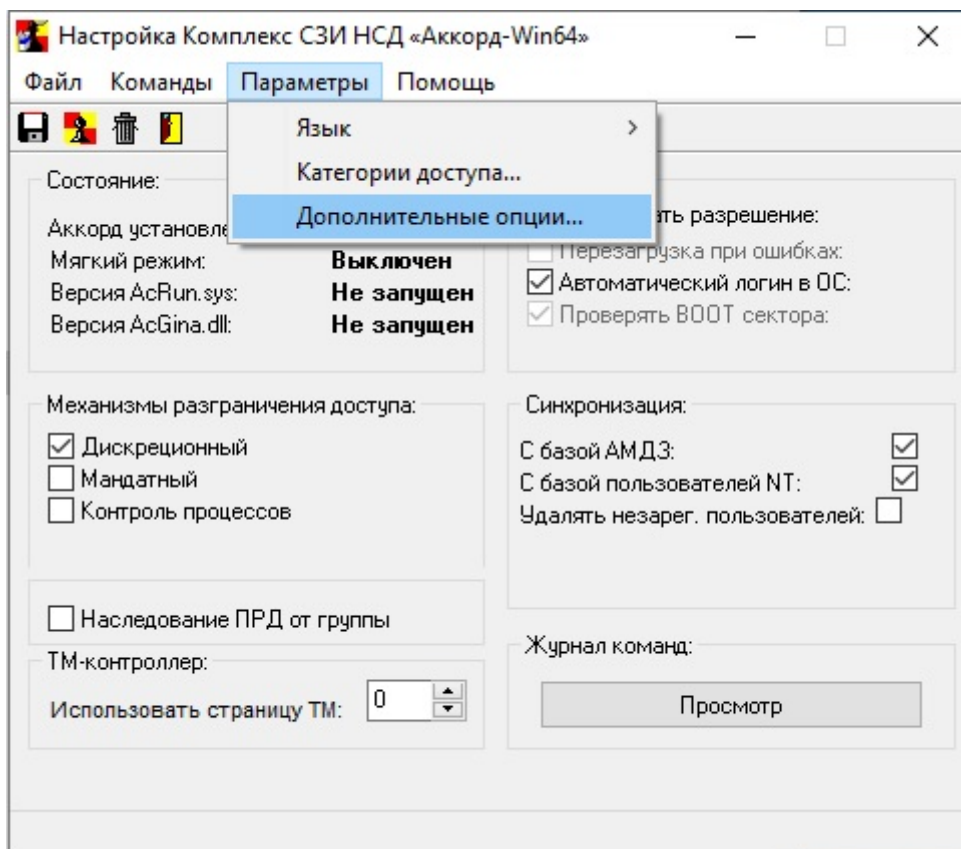 Настройка Комплекс СЗИ НСД «Аккорд-Win64»
Файл Команды Параметры Помощь
Язык
Категории доступа...
Дополнительные опции...
Состояние:
Аккорд
Мягкий режим: Выключен
Версия AcRun.sys: Не запущен
Версия AcGina.dll: Не запущен
разрешение:
Перезагрузка при ошибках:
Автоматический логин в ОС:
Проверять BOOT сектора:
Механизмы разграничения доступа:
Дискреционный
Мандатный
Контроль процессов
Синхронизация:
С базой АМДЗ:
С базой пользователей NT:
Удалять незарег. пользователей:
Наследование ПРД от группы
ТМ-контроллер:
Использовать страницу ТМ: 0
Журнал команд:
Просмотр